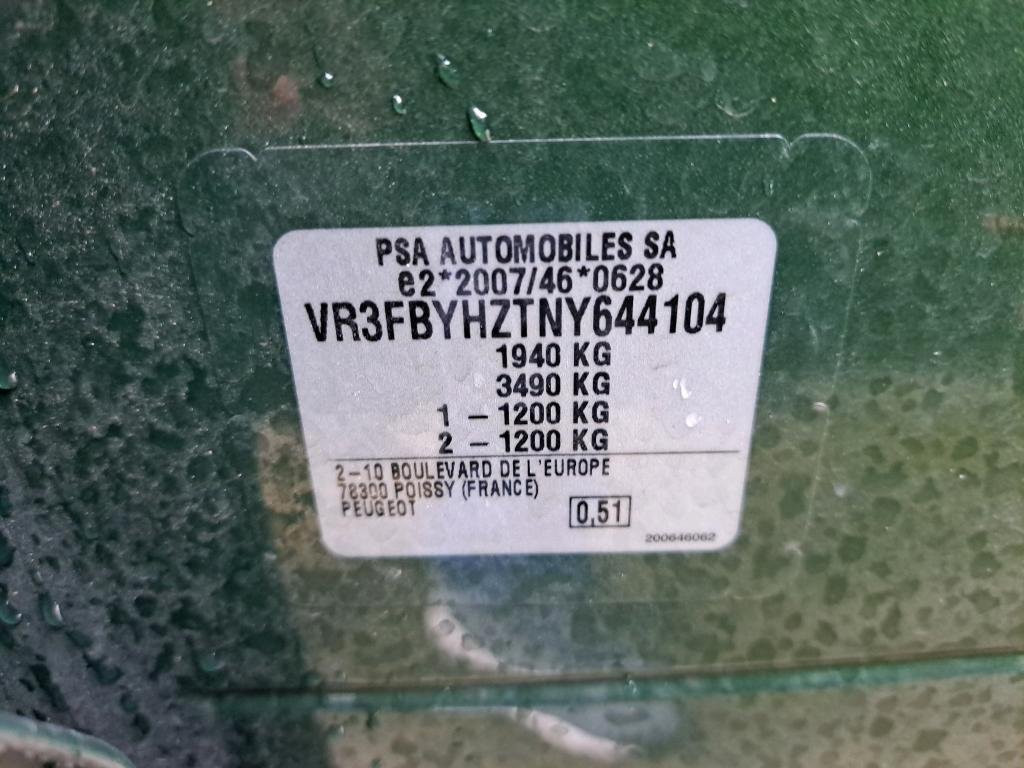 PSA AUTOMOBILES SA
e2*2007/46*0628
VR3FBYHZTNY644104
1940 KG
3490 KG
1 – 1200 KG
2 – 1200 KG
2–10 BOULEVARD DE L'EUROPE
78300 POISSY (FRANCE)
PEUGEOT
0,51
200646062